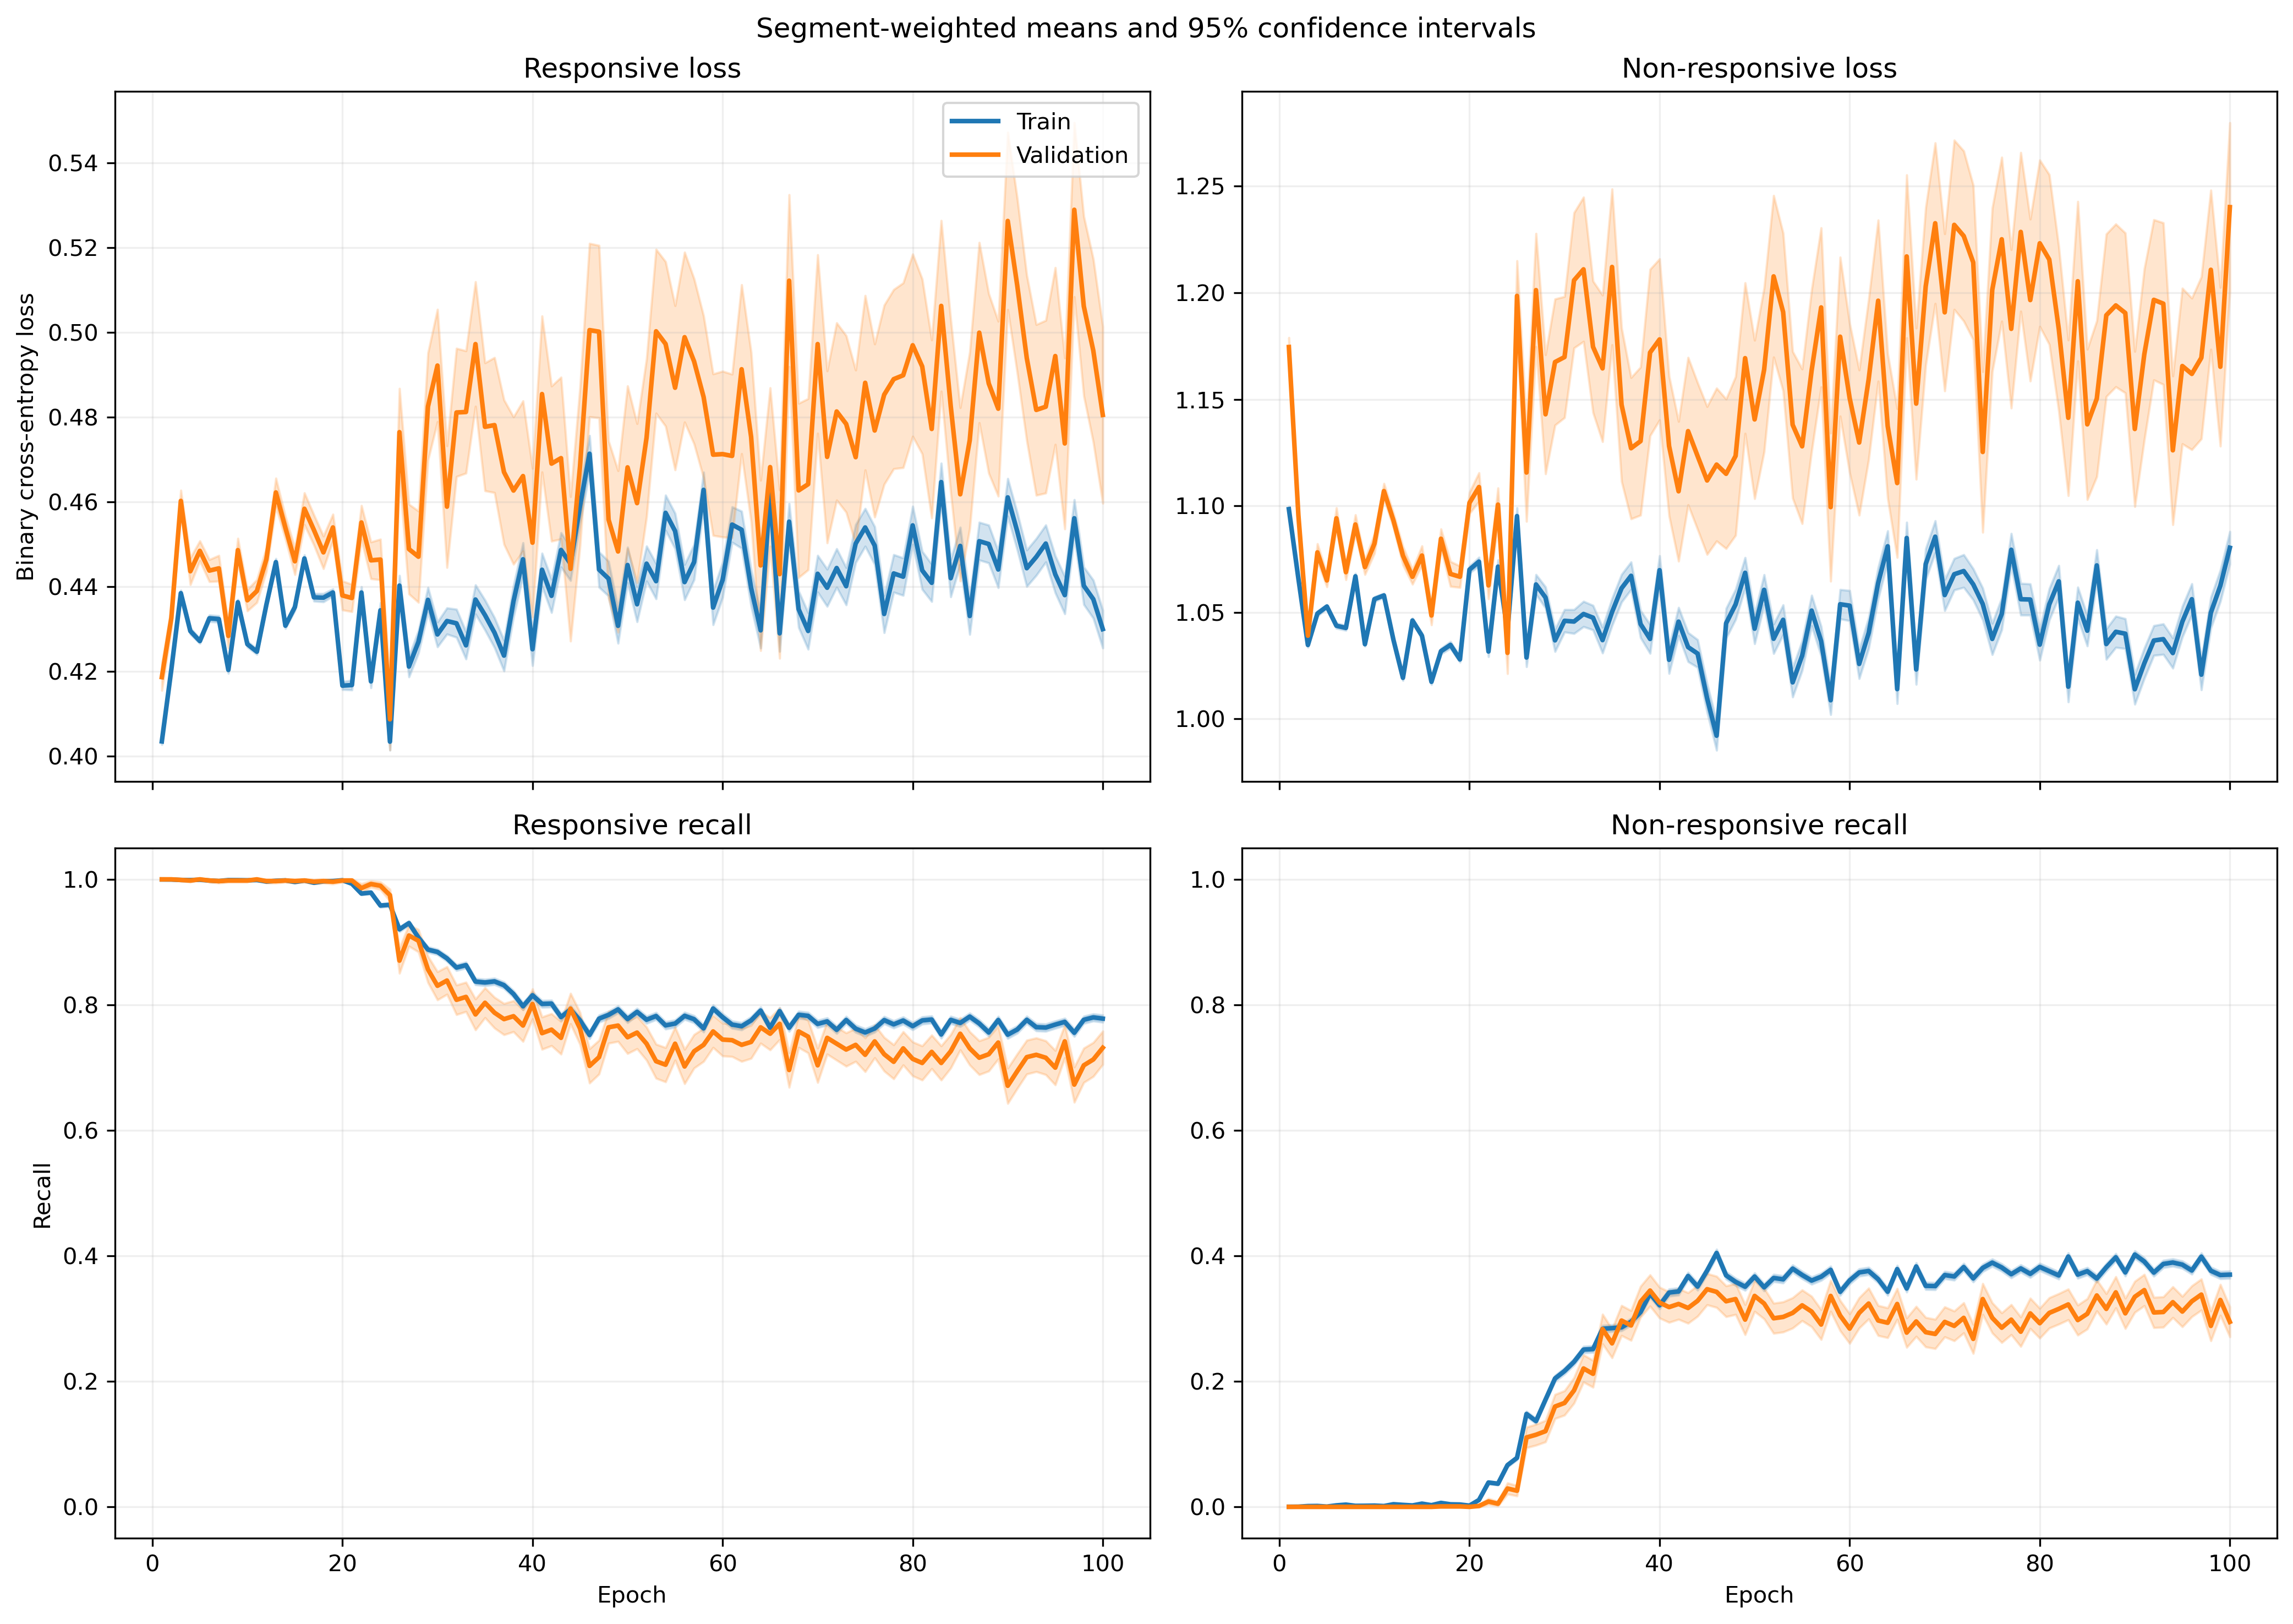 Segment-weighted means and 95% confidence intervals
Responsive loss
Non-responsive loss
Binary cross-entropy loss
0.54
0.52
0.50
0.48
0.46
0.44
0.42
0.40
Train
Validation
1.25
1.20
1.15
1.10
1.05
1.00
Responsive recall
Non-responsive recall
Recall
1.0
0.8
0.6
0.4
0.2
0.0
0 20 40 60 80 100
Epoch
1.0
0.8
0.6
0.4
0.2
0.0
0 20 40 60 80 100
Epoch